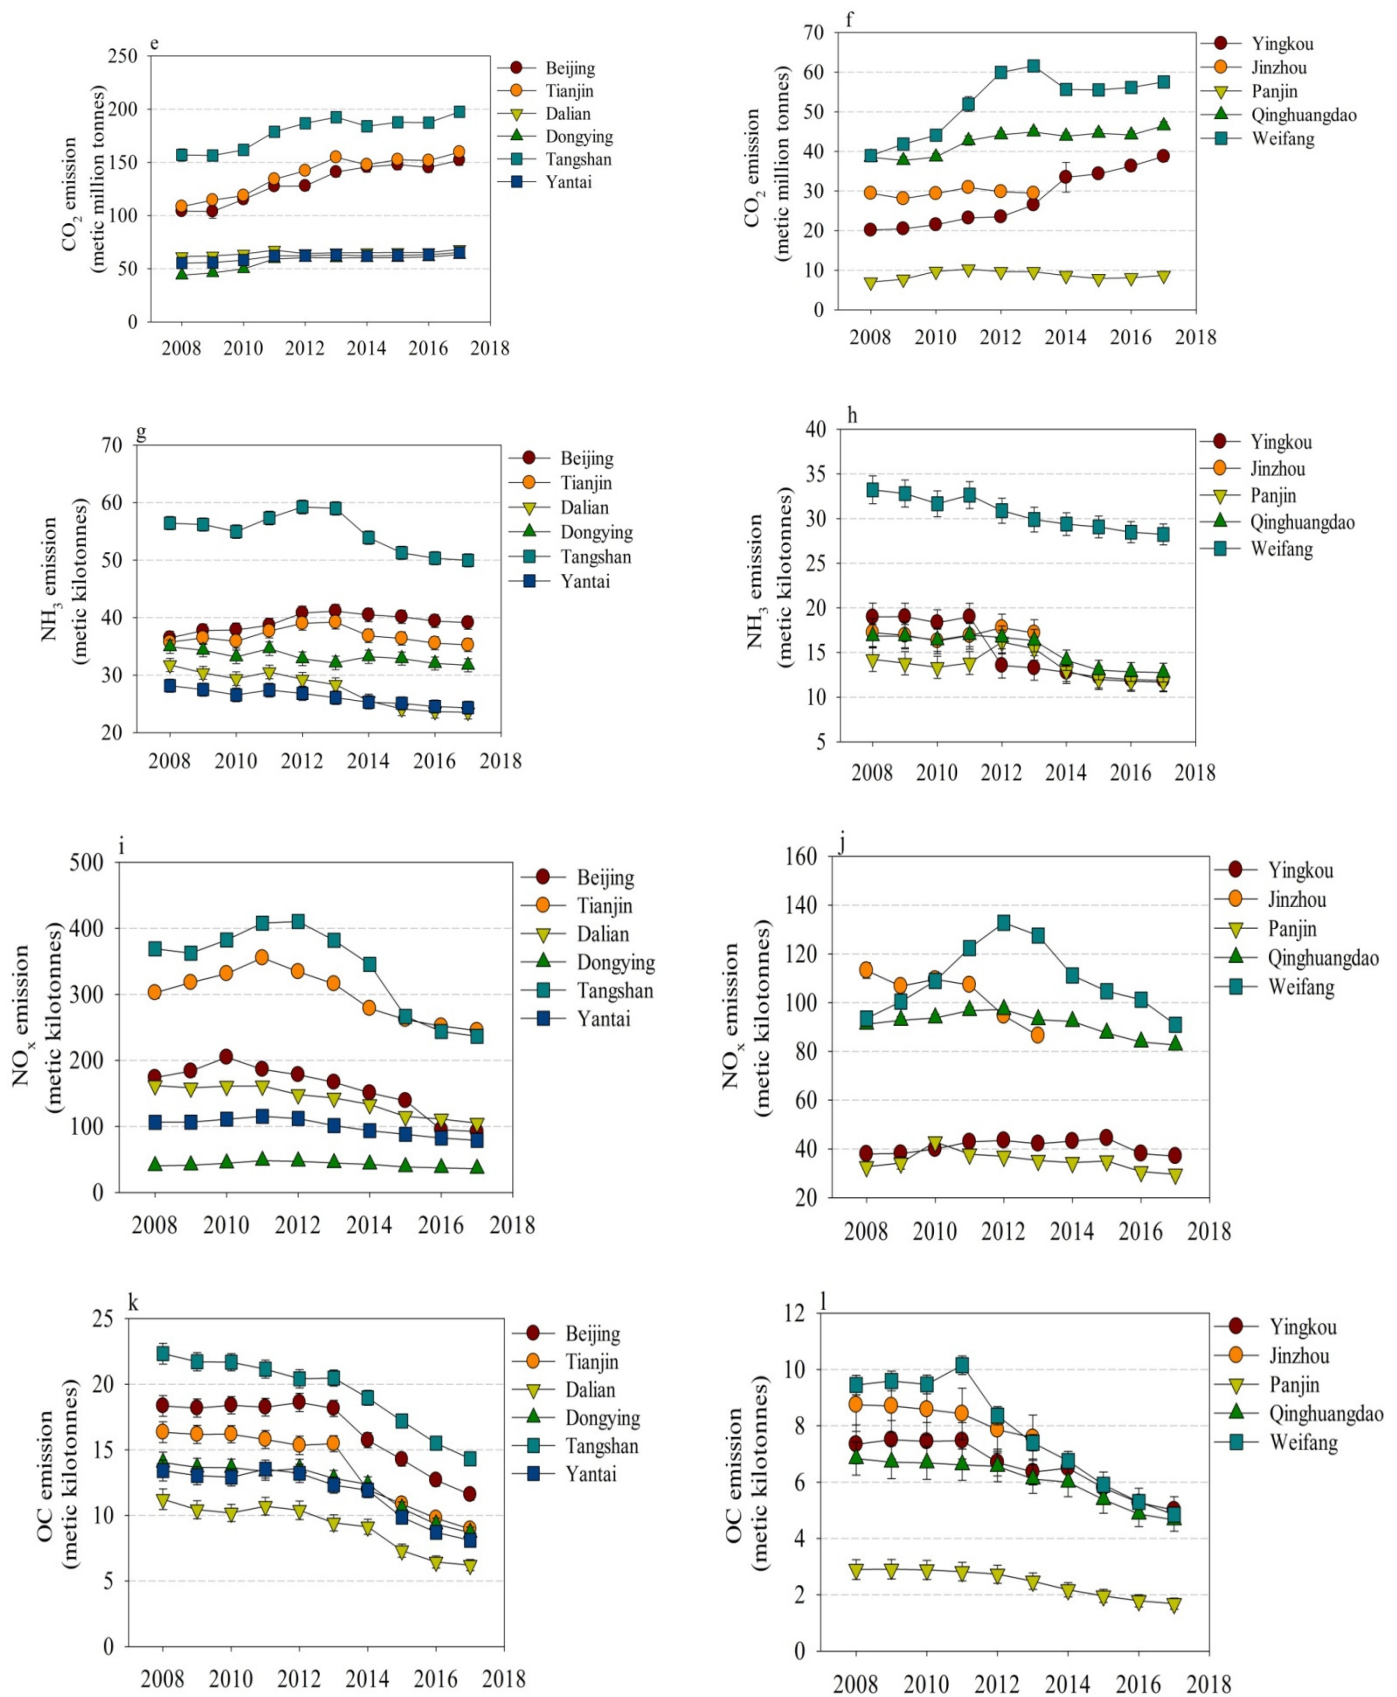 e
CO2 emission
(metic million tonnes)
250
200
150
100
50
0
2008 2010 2012 2014 2016 2018
Beijing
Tianjin
Dalian
Dongying
Tangshan
Yantai
f
CO2 emission
(metic million tonnes)
70
60
50
40
30
20
10
0
2008 2010 2012 2014 2016 2018
Yingkou
Jinzhou
Panjin
Qinghuangdao
Weifang
g
NH3 emission
(metic kilotonnes)
70
60
50
40
30
20
2008 2010 2012 2014 2016 2018
Beijing
Tianjin
Dalian
Dongying
Tangshan
Yantai
h
NH3 emission
(metic kilotonnes)
40
35
30
25
20
15
10
5
2008 2010 2012 2014 2016 2018
Yingkou
Jinzhou
Panjin
Qinghuangdao
Weifang
i
NOx emission
(metic kilotonnes)
500
400
300
200
100
0
2008 2010 2012 2014 2016 2018
Beijing
Tianjin
Dalian
Dongying
Tangshan
Yantai
j
NOx emission
(metic kilotonnes)
160
140
120
100
80
60
40
20
2008 2010 2012 2014 2016 2018
Yingkou
Jinzhou
Panjin
Qinghuangdao
Weifang
k
OC emission
(metic kilotonnes)
25
20
15
10
5
0
2008 2010 2012 2014 2016 2018
Beijing
Tianjin
Dalian
Dongying
Tangshan
Yantai
l
OC emission
(metic kilotonnes)
12
10
8
6
4
2
0
2008 2010 2012 2014 2016 2018
Yingkou
Jinzhou
Panjin
Qinghuangdao
Weifang